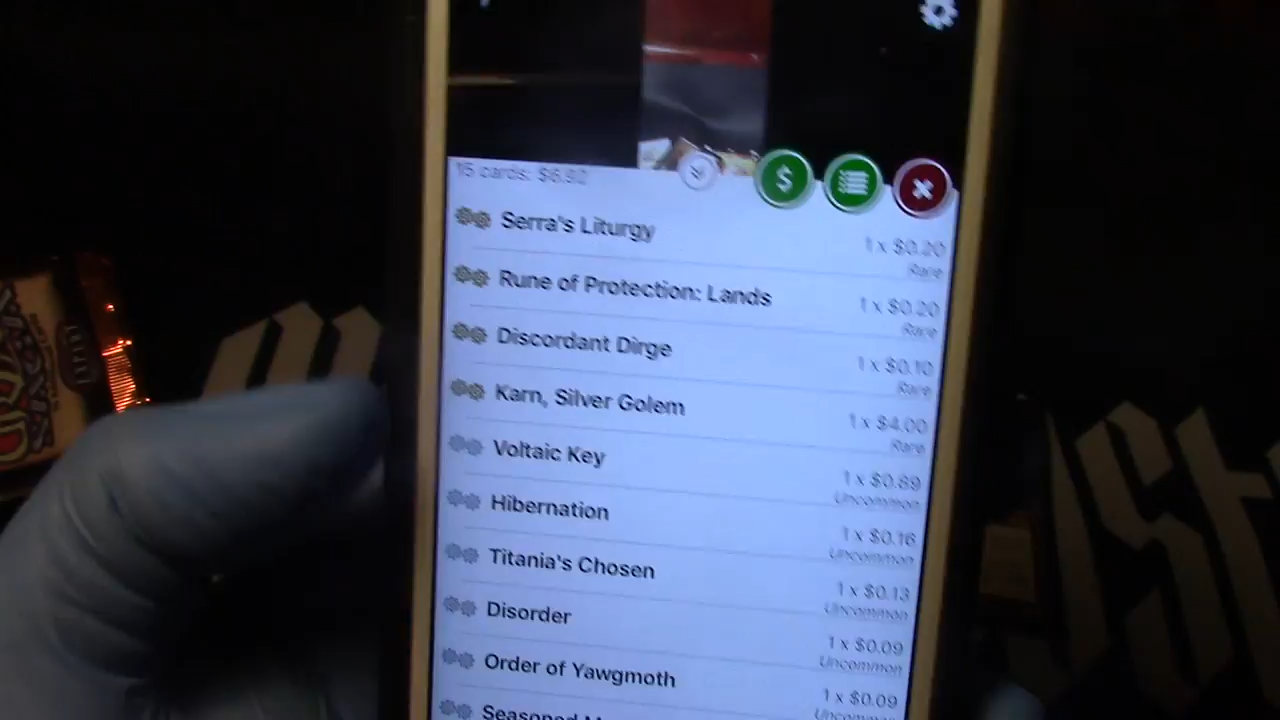 15 cards: $6.92
$
Serra's Liturgy
1 x $0.20
Rare
Rune of Protection: Lands
1 x $0.20
Rare
Discordant Dirge
1 x $0.10
Rare
Karn, Silver Golem
1 x $4.00
Rare
Voltaic Key
1 x $0.89
Uncommon
Hibernation
1 x $0.16
Uncommon
Titania's Chosen
1 x $0.13
Uncommon
Disorder
1 x $0.09
Uncommon
Order of Yawgmoth
1 x $0.09
Uncommon
Seasoned